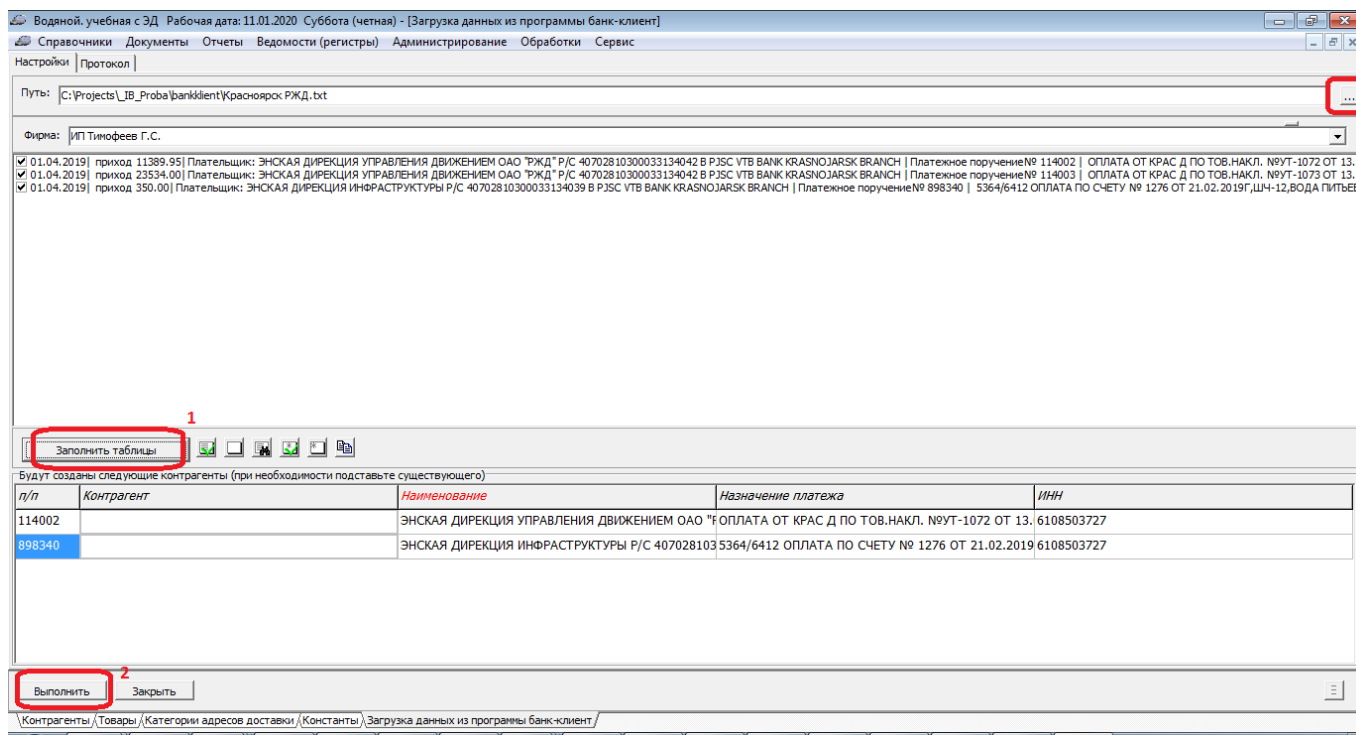 Водяной. учебная с ЭД Рабочая дата: 11.01.2020 Суббота (четная) - [Загрузка данных из программы банк-клиент]
Справочники Документы Отчеты Ведомости (регистры) Администрирование Обработки Сервис
Настройки Протокол
Путь: C:\Projects\_IB_Proba\bankklient\Красноярск РЖД.txt ...
Фирма: ИП Тимофеев Г.С.
01.04.2019| приход 11389.95| Плательщик: ЭНСКАЯ ДИРЕКЦИЯ УПРАВЛЕНИЯ ДВИЖЕНИЕМ ОАО "РЖД" Р/С 40702810300033134042 В PJSC VTB BANK KRASNOJARSK BRANCH | Платежное поручение№ 114002 | ОПЛАТА ОТ КРАС Д ПО ТОВ.НАКЛ. №УТ-1072 ОТ 13.
01.04.2019| приход 23534.00| Плательщик: ЭНСКАЯ ДИРЕКЦИЯ УПРАВЛЕНИЯ ДВИЖЕНИЕМ ОАО "РЖД" Р/С 40702810300033134042 В PJSC VTB BANK KRASNOJARSK BRANCH | Платежное поручение№ 114003 | ОПЛАТА ОТ КРАС Д ПО ТОВ.НАКЛ. №УТ-1073 ОТ 13.
01.04.2019| приход 350.00| Плательщик: ЭНСКАЯ ДИРЕКЦИЯ ИНФРАСТРУКТУРЫ Р/С 40702810300033134039 В PJSC VTB BANK KRASNOJARSK BRANCH | Платежное поручение№ 898340 | 5364/6412 ОПЛАТА ПО СЧЕТУ № 1276 ОТ 21.02.2019Г,ШЧ-12,ВОДА ПИТЬЕВ
1
Заполнить таблицы
Будут созданы следующие контрагенты (при необходимости подставьте существующего)
п/п Контрагент Наименование Назначение платежа ИНН
114002 ЭНСКАЯ ДИРЕКЦИЯ УПРАВЛЕНИЯ ДВИЖЕНИЕМ ОАО "Р ОПЛАТА ОТ КРАС Д ПО ТОВ.НАКЛ. №УТ-1072 ОТ 13. 6108503727
898340 ЭНСКАЯ ДИРЕКЦИЯ ИНФРАСТРУКТУРЫ Р/С 407028103 5364/6412 ОПЛАТА ПО СЧЕТУ № 1276 ОТ 21.02.2019 6108503727
2
Выполнить Закрыть
Контрагенты Товары Категории адресов доставки Константы Загрузка данных из программы банк-клиент